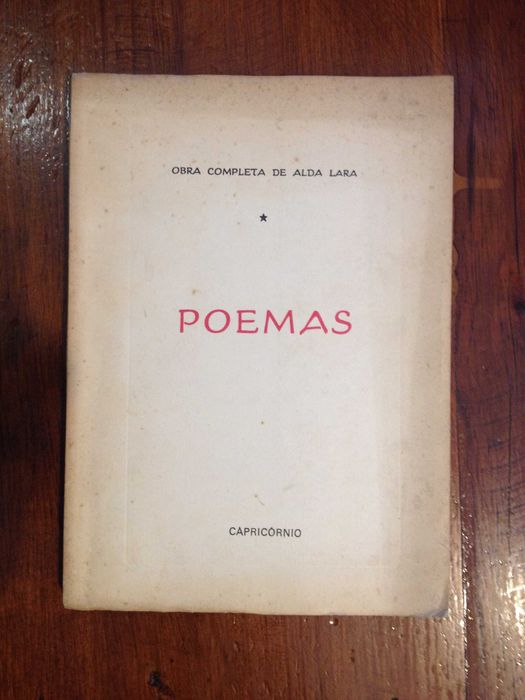 OBRA COMPLETA DE ALDA LARA
★
POEMAS
CAPRICÓRNIO